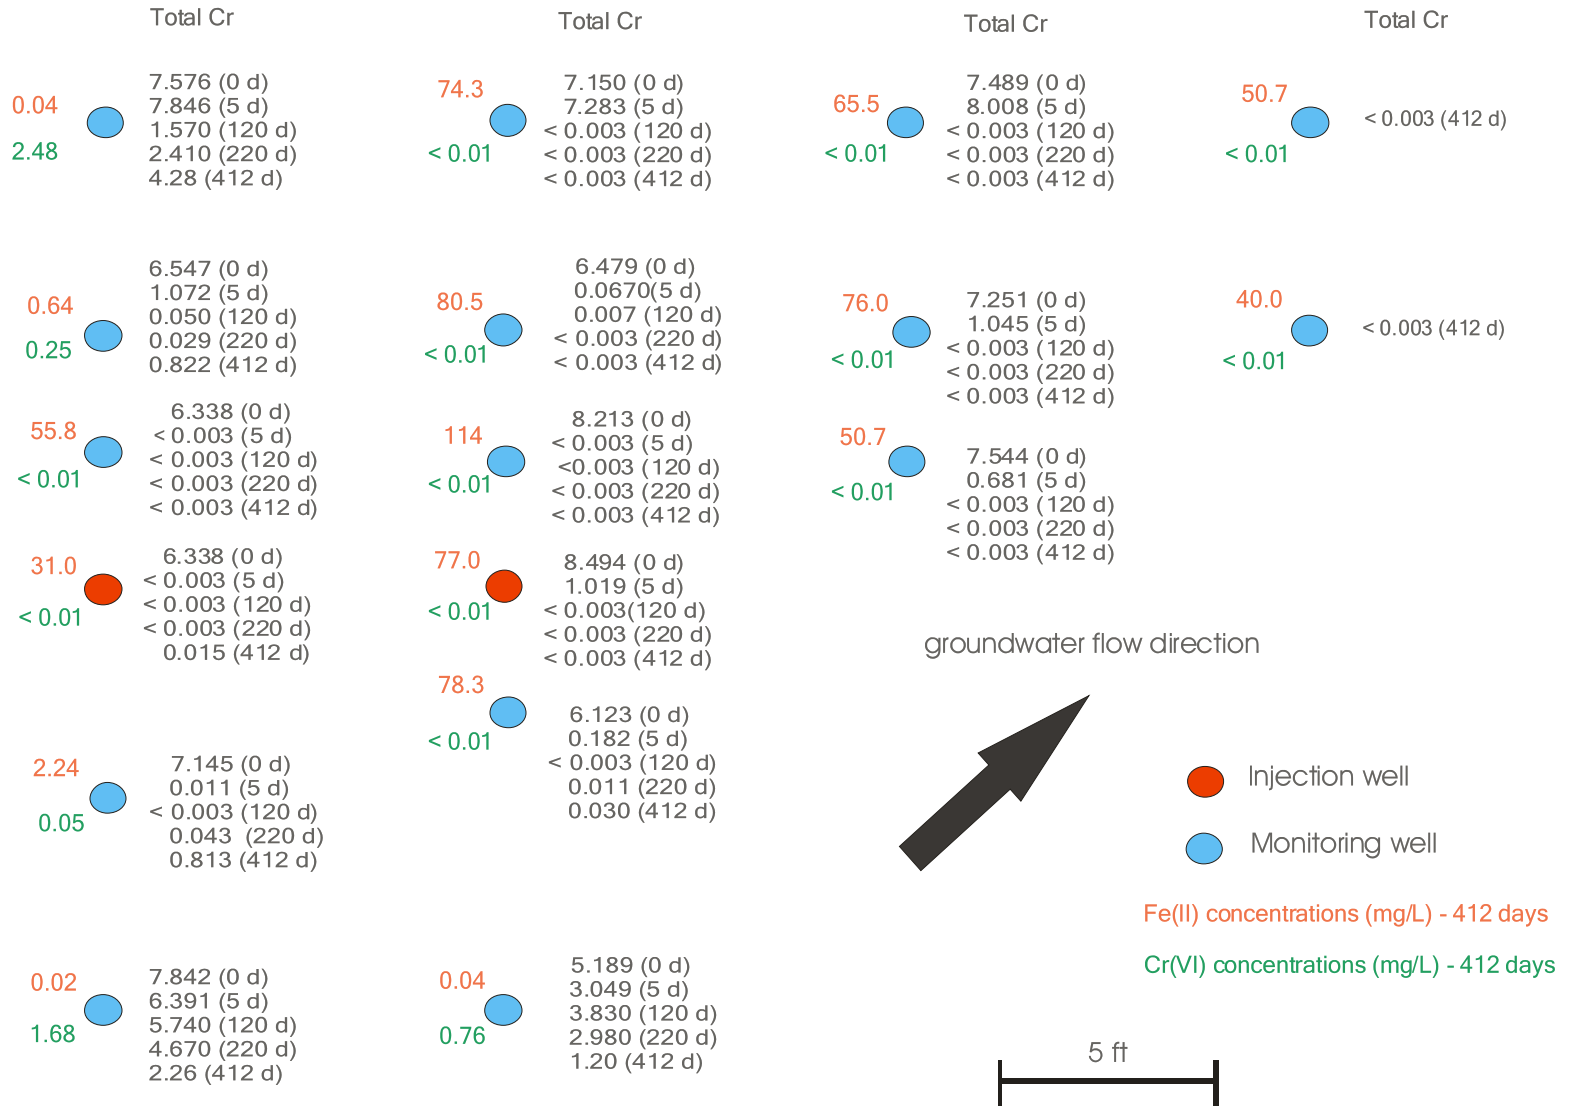 Total Cr
Total Cr
Total Cr
Total Cr
0.04
2.48
7.576 (0 d)
7.846 (5 d)
1.570 (120 d)
2.410 (220 d)
4.28 (412 d)
74.3
< 0.01
7.150 (0 d)
7.283 (5 d)
< 0.003 (120 d)
< 0.003 (220 d)
< 0.003 (412 d)
65.5
< 0.01
7.489 (0 d)
8.008 (5 d)
< 0.003 (120 d)
< 0.003 (220 d)
< 0.003 (412 d)
50.7
< 0.01
< 0.003 (412 d)
0.64
0.25
6.547 (0 d)
1.072 (5 d)
0.050 (120 d)
0.029 (220 d)
0.822 (412 d)
80.5
< 0.01
6.479 (0 d)
0.0670(5 d)
0.007 (120 d)
< 0.003 (220 d)
< 0.003 (412 d)
76.0
< 0.01
7.251 (0 d)
1.045 (5 d)
< 0.003 (120 d)
< 0.003 (220 d)
< 0.003 (412 d)
40.0
< 0.01
< 0.003 (412 d)
55.8
< 0.01
6.338 (0 d)
< 0.003 (5 d)
< 0.003 (120 d)
< 0.003 (220 d)
< 0.003 (412 d)
114
< 0.01
8.213 (0 d)
< 0.003 (5 d)
<0.003 (120 d)
< 0.003 (220 d)
< 0.003 (412 d)
50.7
< 0.01
7.544 (0 d)
0.681 (5 d)
< 0.003 (120 d)
< 0.003 (220 d)
< 0.003 (412 d)
31.0
< 0.01
6.338 (0 d)
< 0.003 (5 d)
< 0.003 (120 d)
< 0.003 (220 d)
0.015 (412 d)
77.0
< 0.01
8.494 (0 d)
1.019 (5 d)
< 0.003(120 d)
< 0.003 (220 d)
< 0.003 (412 d)
78.3
< 0.01
6.123 (0 d)
0.182 (5 d)
< 0.003 (120 d)
0.011 (220 d)
0.030 (412 d)
2.24
0.05
7.145 (0 d)
0.011 (5 d)
< 0.003 (120 d)
0.043 (220 d)
0.813 (412 d)
0.02
1.68
7.842 (0 d)
6.391 (5 d)
5.740 (120 d)
4.670 (220 d)
2.26 (412 d)
0.04
0.76
5.189 (0 d)
3.049 (5 d)
3.830 (120 d)
2.980 (220 d)
1.20 (412 d)
groundwater flow direction
Injection well
Monitoring well
Fe(II) concentrations (mg/L) - 412 days
Cr(VI) concentrations (mg/L) - 412 days
5 ft